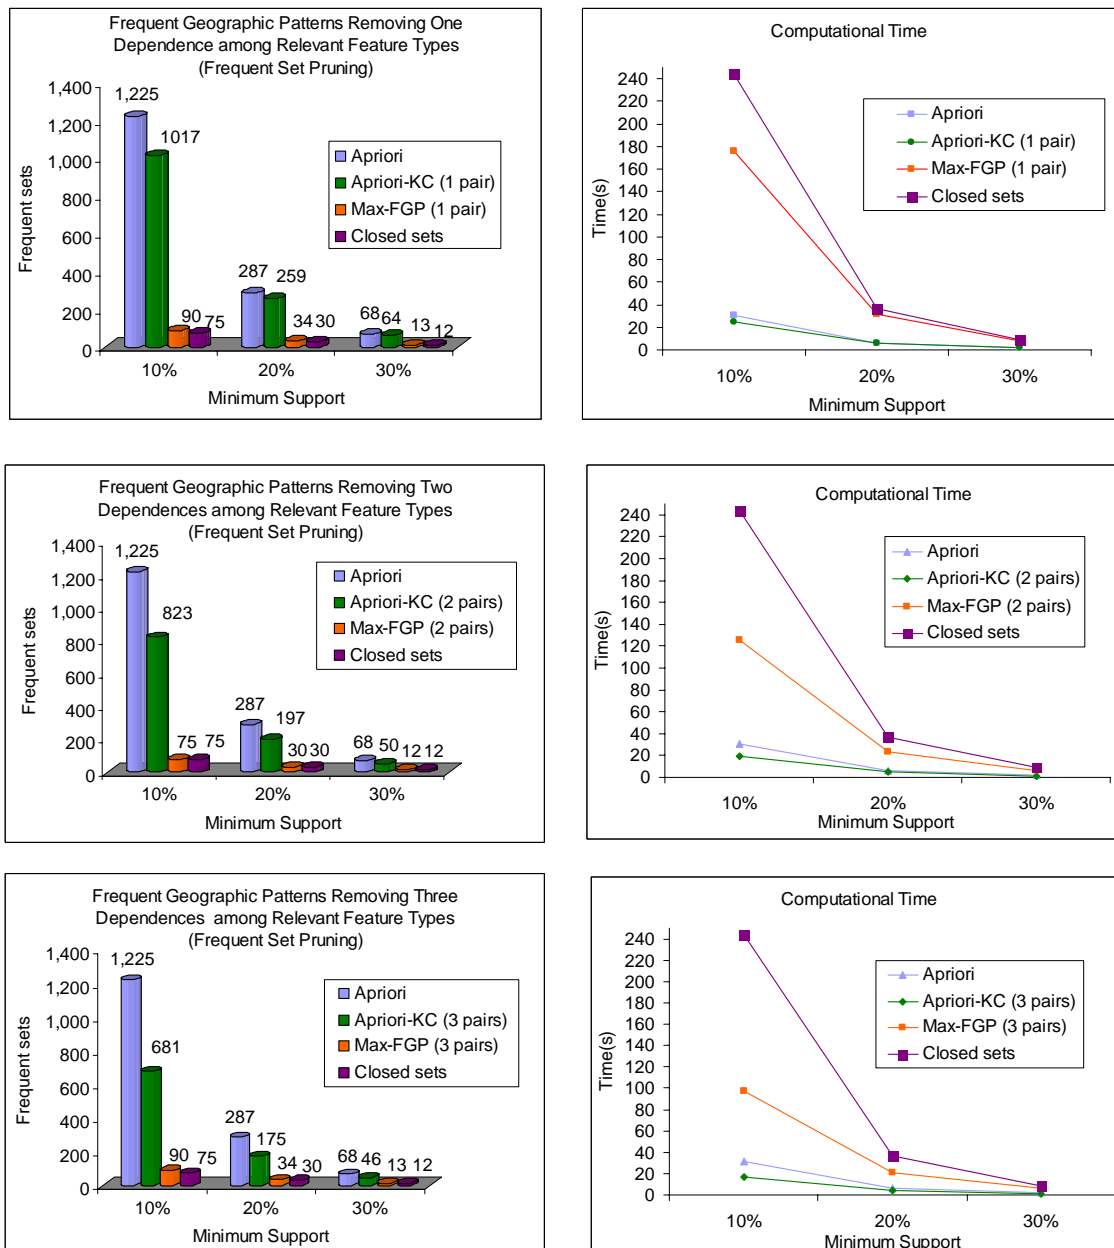 Frequent Geographic Patterns Removing One
Dependence among Relevant Feature Types
(Frequent Set Pruning)
1,400
1,200
1,000
800
600
400
200
0
Frequent sets
1,225
1017
90
75
287
259
34
30
68
64
13
12
Apriori
Apriori-KC (1 pair)
Max-FGP (1 pair)
Closed sets
10%
20%
30%
Minimum Support
Computational Time
240
220
200
180
160
140
120
100
80
60
40
20
0
Time(s)
Apriori
Apriori-KC (1 pair)
Max-FGP (1 pair)
Closed sets
10%
20%
30%
Minimum Support
Frequent Geographic Patterns Removing Two
Dependences among Relevant Feature Types
(Frequent Set Pruning)
1,400
1,200
1,000
800
600
400
200
0
Frequent sets
1,225
823
75
75
287
197
30
30
68
50
12
12
Apriori
Apriori-KC (2 pairs)
Max-FGP (2 pairs)
Closed sets
10%
20%
30%
Minimum Support
Computational Time
240
220
200
180
160
140
120
100
80
60
40
20
0
Time(s)
Apriori
Apriori-KC (2 pairs)
Max-FGP (2 pairs)
Closed sets
10%
20%
30%
Minimum Support
Frequent Geographic Patterns Removing Three
Dependences among Relevant Feature Types
(Frequent Set Pruning)
1,400
1,200
1,000
800
600
400
200
0
Frequent sets
1,225
681
90
75
287
175
34
30
68
46
13
12
Apriori
Apriori-KC (3 pairs)
Max-FGP (3 pairs)
Closed sets
10%
20%
30%
Minimum Support
Computational Time
240
220
200
180
160
140
120
100
80
60
40
20
0
Time(s)
Apriori
Apriori-KC (3 pairs)
Max-FGP (3 pairs)
Closed sets
10%
20%
30%
Minimum Support